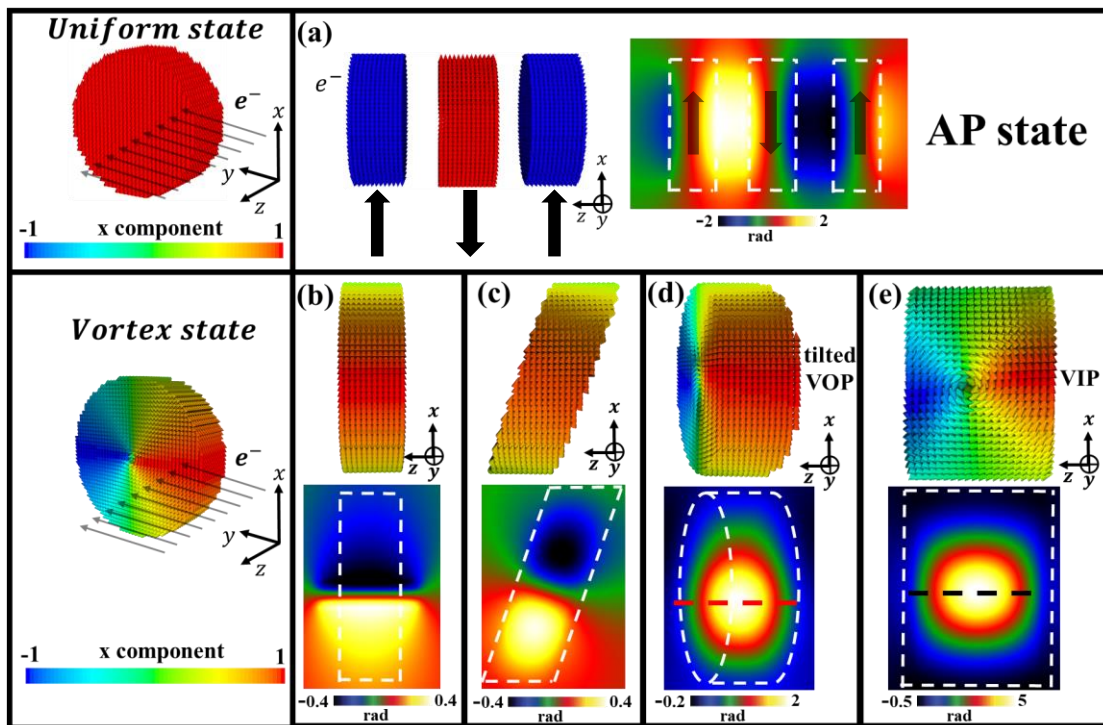 Uniform state
e⁻
x
y
z
x component
-1 1
(a)
e⁻
x
z
y
−2 2
rad
AP state
Vortex state
e⁻
x
y
z
x component
-1 1
(b)
x
z
y
−0.4 0.4
rad
(c)
x
z
y
−0.4 0.4
rad
(d)
tilted
VOP
x
z
y
−0.2 2
rad
(e)
VIP
x
z
y
−0.5 5
rad